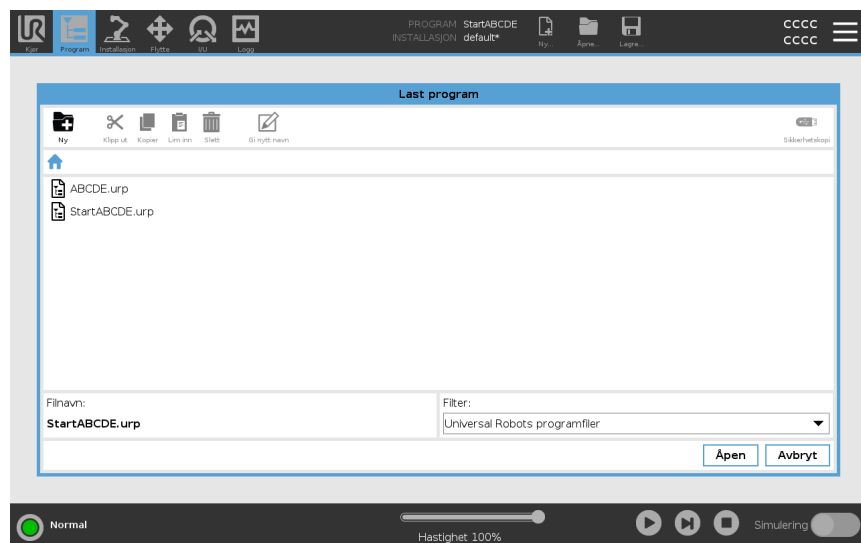 PROGRAM StartABCDE
INSTALLASJON default*
CCCC
CCCC
Kjør Program Installasjon Flytte I/U Logg Ny... Åpne... Lagre...
Last program
Ny Klipp ut Kopier Lim inn Slett Gi nytt navn Sikkerhetskopi
ABCDE.urp
StartABCDE.urp
Filnavn: Filter:
StartABCDE.urp Universal Robots programfiler
Åpen Avbryt
Normal Simulering
Hastighet 100%